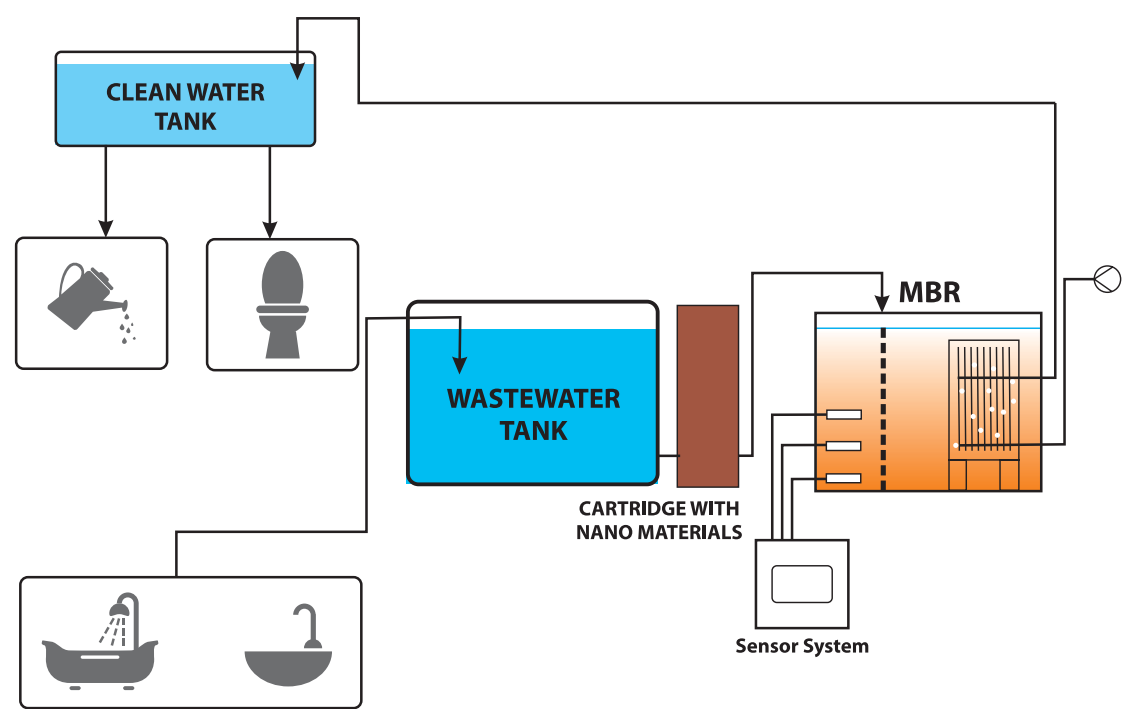 CLEAN WATER
TANK
MBR
WASTEWATER
TANK
CARTRIDGE WITH
NANO MATERIALS
Sensor System